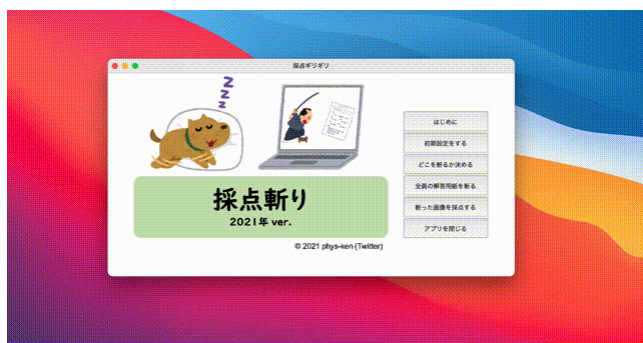 採点ギリギリ
Z
Z
Z
採点斬り
2021年 ver.
© 2021 phys-ken (Twitter)
はじめに
初期設定をする
どこを斬るか決める
全員の解答用紙を斬る
斬った画像を採点する
アプリを閉じる